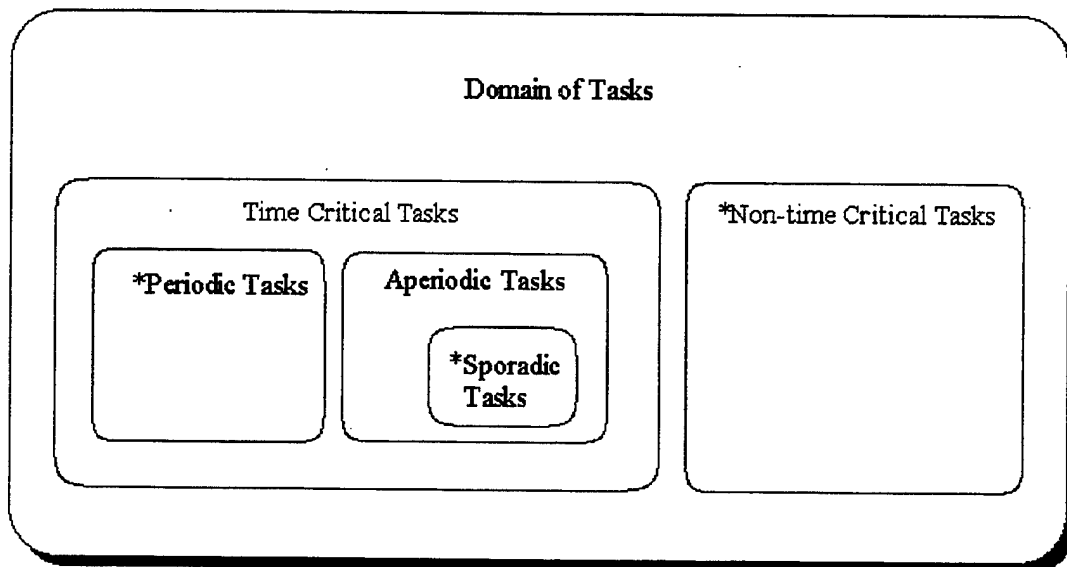 Domain of Tasks
Time Critical Tasks
*Non-time Critical Tasks
*Periodic Tasks
Aperiodic Tasks
*Sporadic
Tasks